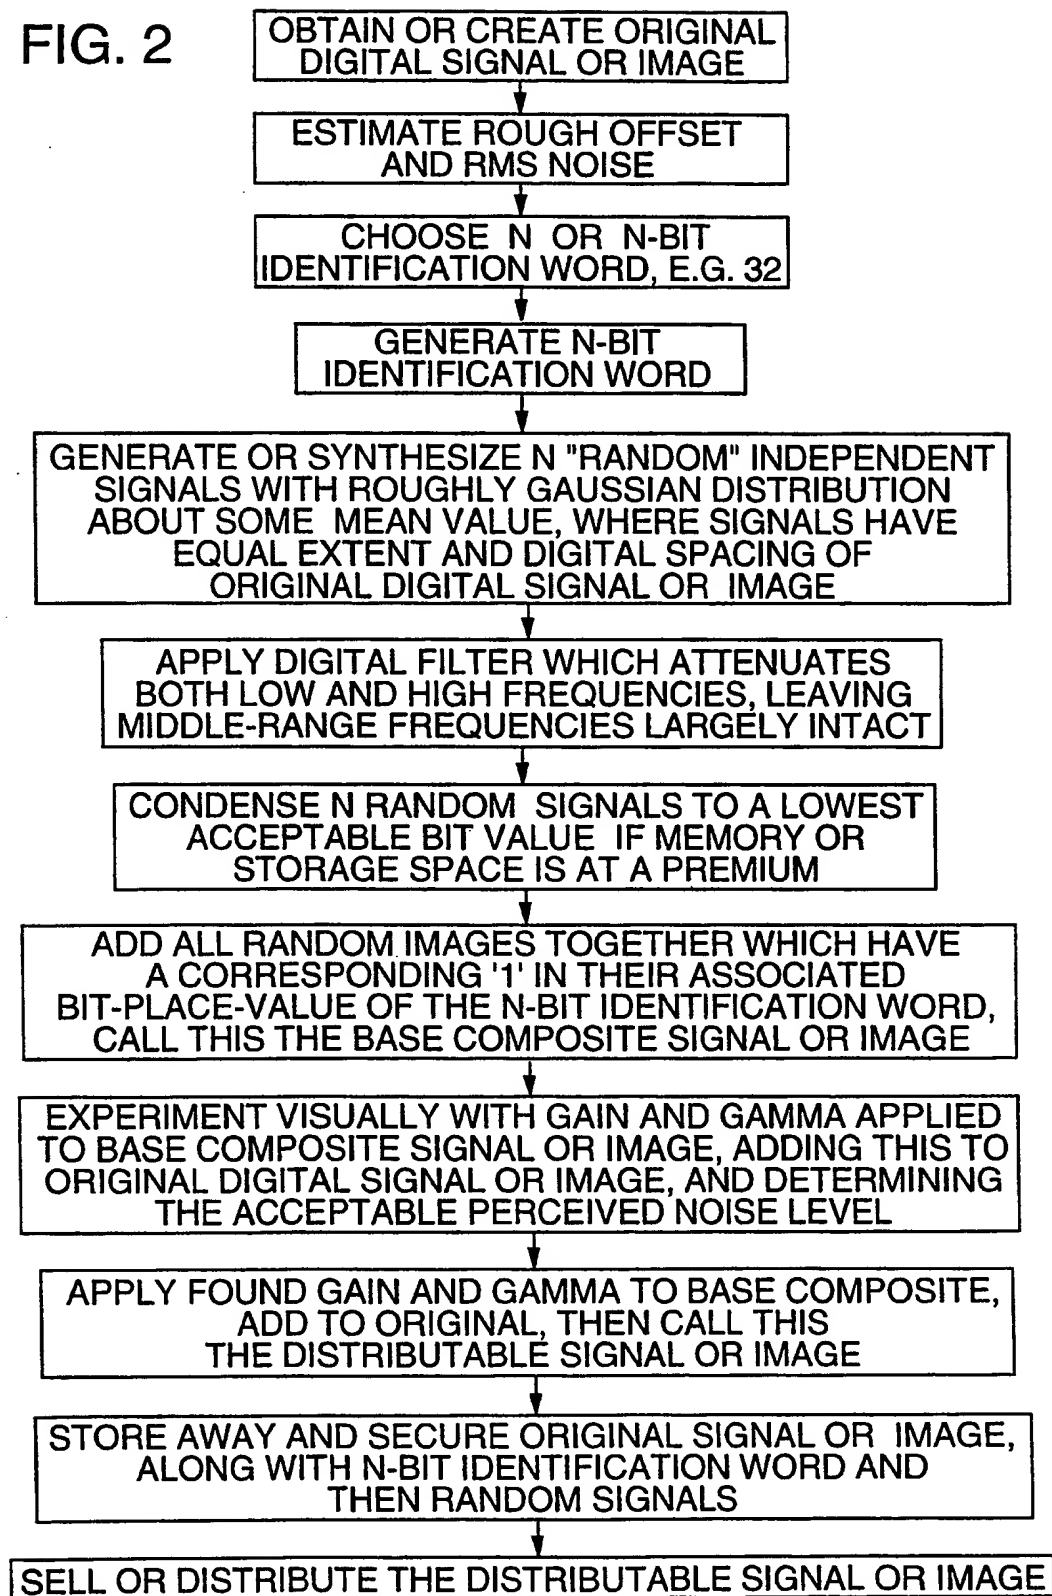 FIG. 2
OBTAIN OR CREATE ORIGINAL
DIGITAL SIGNAL OR IMAGE
ESTIMATE ROUGH OFFSET
AND RMS NOISE
CHOOSE N OR N-BIT
IDENTIFICATION WORD, E.G. 32
GENERATE N-BIT
IDENTIFICATION WORD
GENERATE OR SYNTHESIZE N "RANDOM" INDEPENDENT
SIGNALS WITH ROUGHLY GAUSSIAN DISTRIBUTION
ABOUT SOME MEAN VALUE, WHERE SIGNALS HAVE
EQUAL EXTENT AND DIGITAL SPACING OF
ORIGINAL DIGITAL SIGNAL OR IMAGE
APPLY DIGITAL FILTER WHICH ATTENUATES
BOTH LOW AND HIGH FREQUENCIES, LEAVING
MIDDLE-RANGE FREQUENCIES LARGELY INTACT
CONDENSE N RANDOM SIGNALS TO A LOWEST
ACCEPTABLE BIT VALUE IF MEMORY OR
STORAGE SPACE IS AT A PREMIUM
ADD ALL RANDOM IMAGES TOGETHER WHICH HAVE
A CORRESPONDING '1' IN THEIR ASSOCIATED
BIT-PLACE-VALUE OF THE N-BIT IDENTIFICATION WORD,
CALL THIS THE BASE COMPOSITE SIGNAL OR IMAGE
EXPERIMENT VISUALLY WITH GAIN AND GAMMA APPLIED
TO BASE COMPOSITE SIGNAL OR IMAGE, ADDING THIS TO
ORIGINAL DIGITAL SIGNAL OR IMAGE, AND DETERMINING
THE ACCEPTABLE PERCEIVED NOISE LEVEL
APPLY FOUND GAIN AND GAMMA TO BASE COMPOSITE,
ADD TO ORIGINAL, THEN CALL THIS
THE DISTRIBUTABLE SIGNAL OR IMAGE
STORE AWAY AND SECURE ORIGINAL SIGNAL OR IMAGE,
ALONG WITH N-BIT IDENTIFICATION WORD AND
THEN RANDOM SIGNALS
SELL OR DISTRIBUTE THE DISTRIBUTABLE SIGNAL OR IMAGE